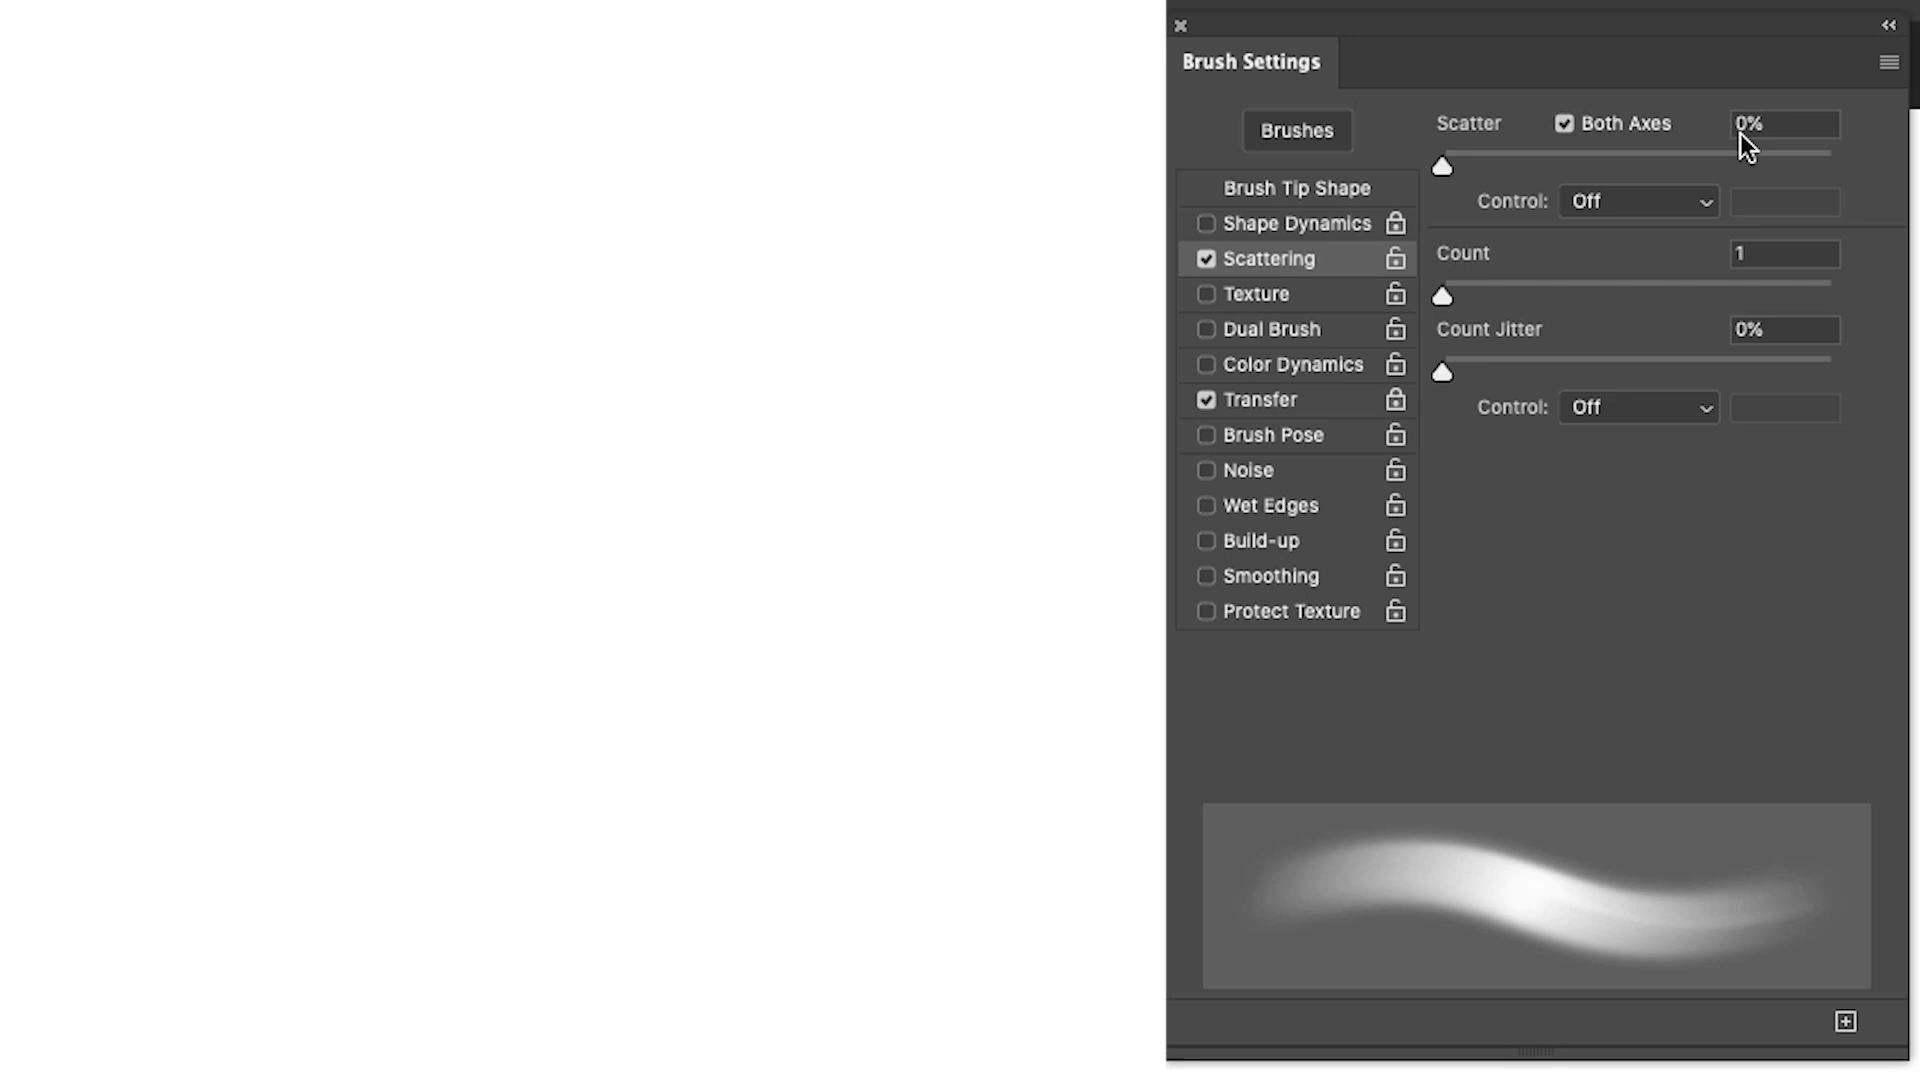 Brush Settings
Brushes
Brush Tip Shape
Shape Dynamics
Scattering
Texture
Dual Brush
Color Dynamics
Transfer
Brush Pose
Noise
Wet Edges
Build-up
Smoothing
Protect Texture
Scatter Both Axes 0%
Control: Off
Count 1
Count Jitter 0%
Control: Off